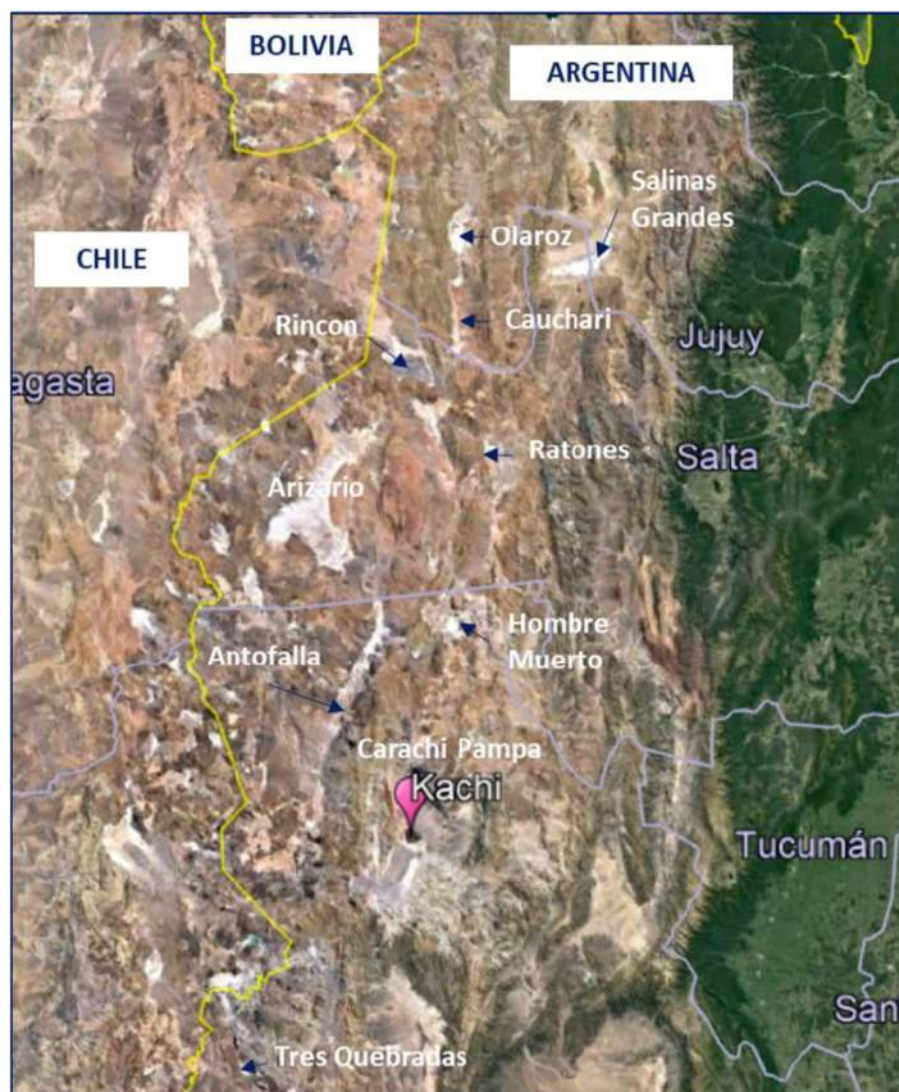 BOLIVIA
ARGENTINA
Salinas
Grandes
Olaroz
CHILE
Rincon
Cauchari
Jujuy
agasta
Ratones
Salta
Arizario
Hombre
Muerto
Antofalla
Carachi Pampa
Kachi
Tucumán
San
Tres Quebradas